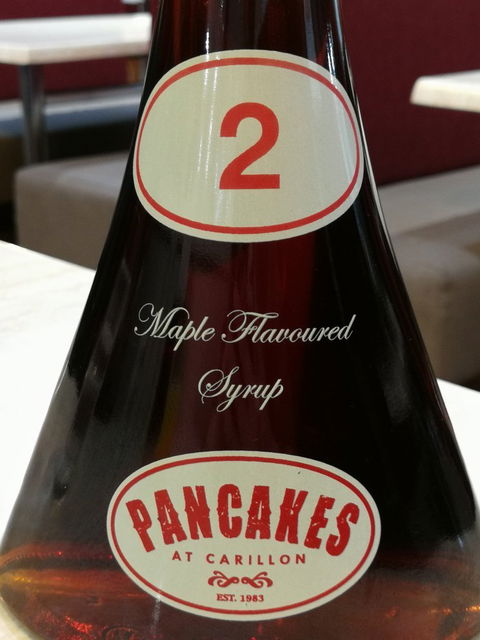 2
Maple Flavoured
Syrup
PANCAKES
AT CARILLON
EST. 1983